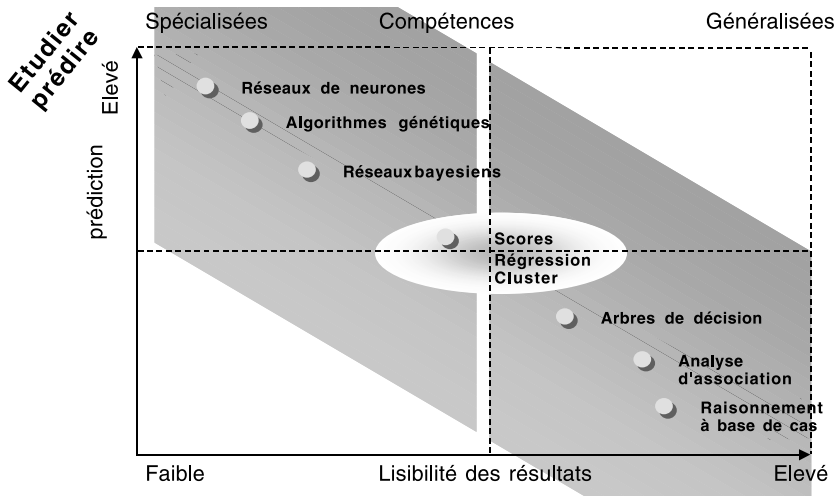 Spécialisées Compétences Généralisées
Etudier
prédire
Elevé
prédiction
Réseaux de neurones
Algorithmes génétiques
Réseaux bayesiens
Scores
Régression
Cluster
Arbres de décision
Analyse
d'association
Raisonnement
à base de cas
Faible Lisibilité des résultats Elevé